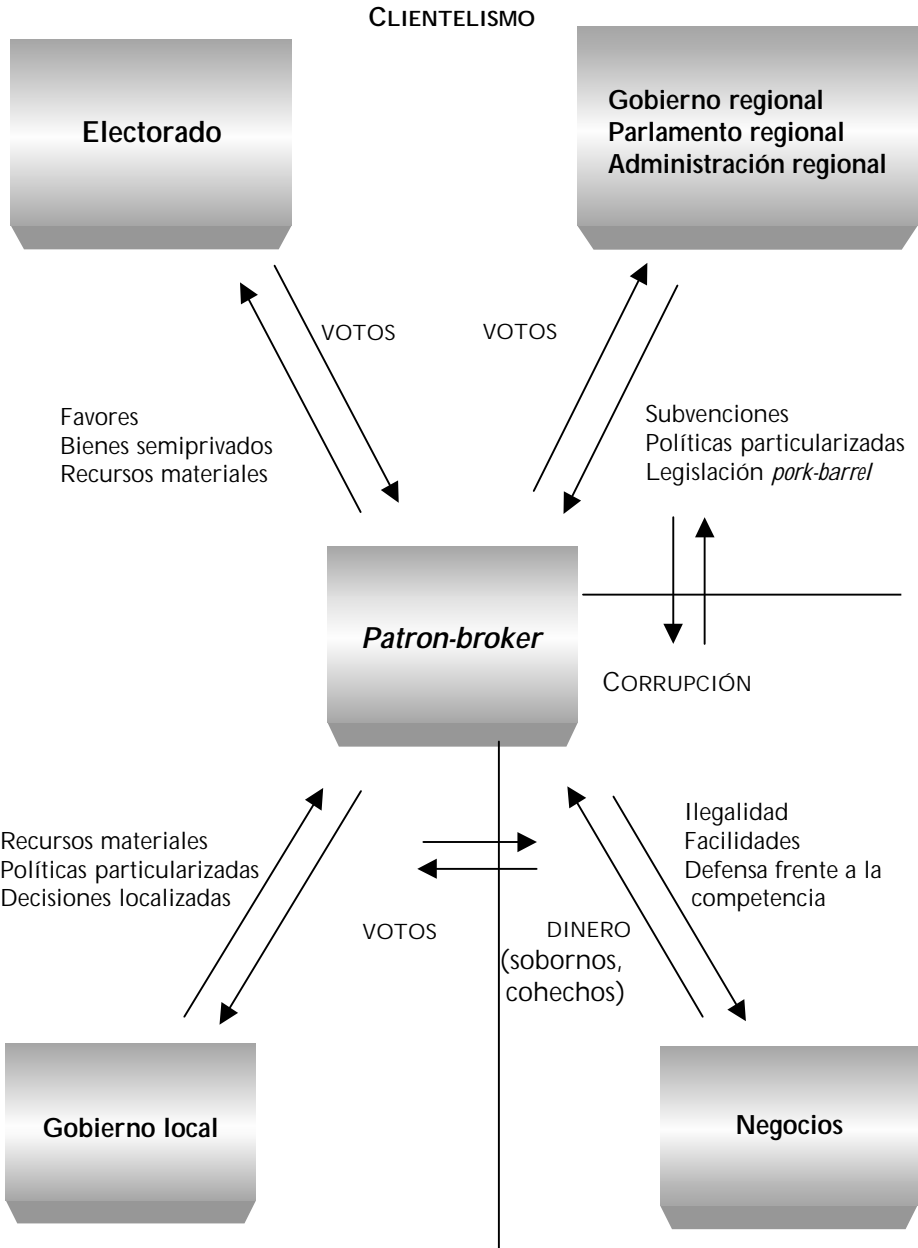 CLIENTELISMO
Electorado
Gobierno regional
Parlamento regional
Administración regional
VOTOS
VOTOS
Favores
Bienes semiprivados
Recursos materiales
Subvenciones
Políticas particularizadas
Legislación pork-barrel
Patron-broker
CORRUPCIÓN
Recursos materiales
Políticas particularizadas
Decisiones localizadas
VOTOS
DINERO
(sobornos,
cohechos)
Ilegalidad
Facilidades
Defensa frente a la
competencia
Gobierno local
Negocios